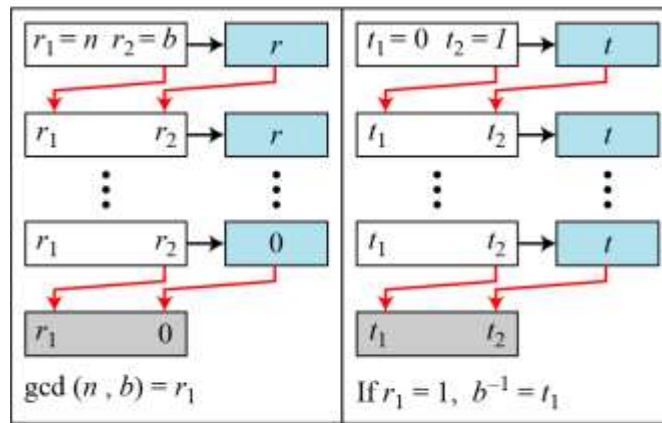 r₁ = n r₂ = b r
r₁ r₂ r
r₁ r₂ 0
r₁ 0
gcd (n , b) = r₁
t₁ = 0 t₂ = 1 t
t₁ t₂ t
t₁ t₂ t
t₁ t₂
If r₁ = 1, b⁻¹ = t₁